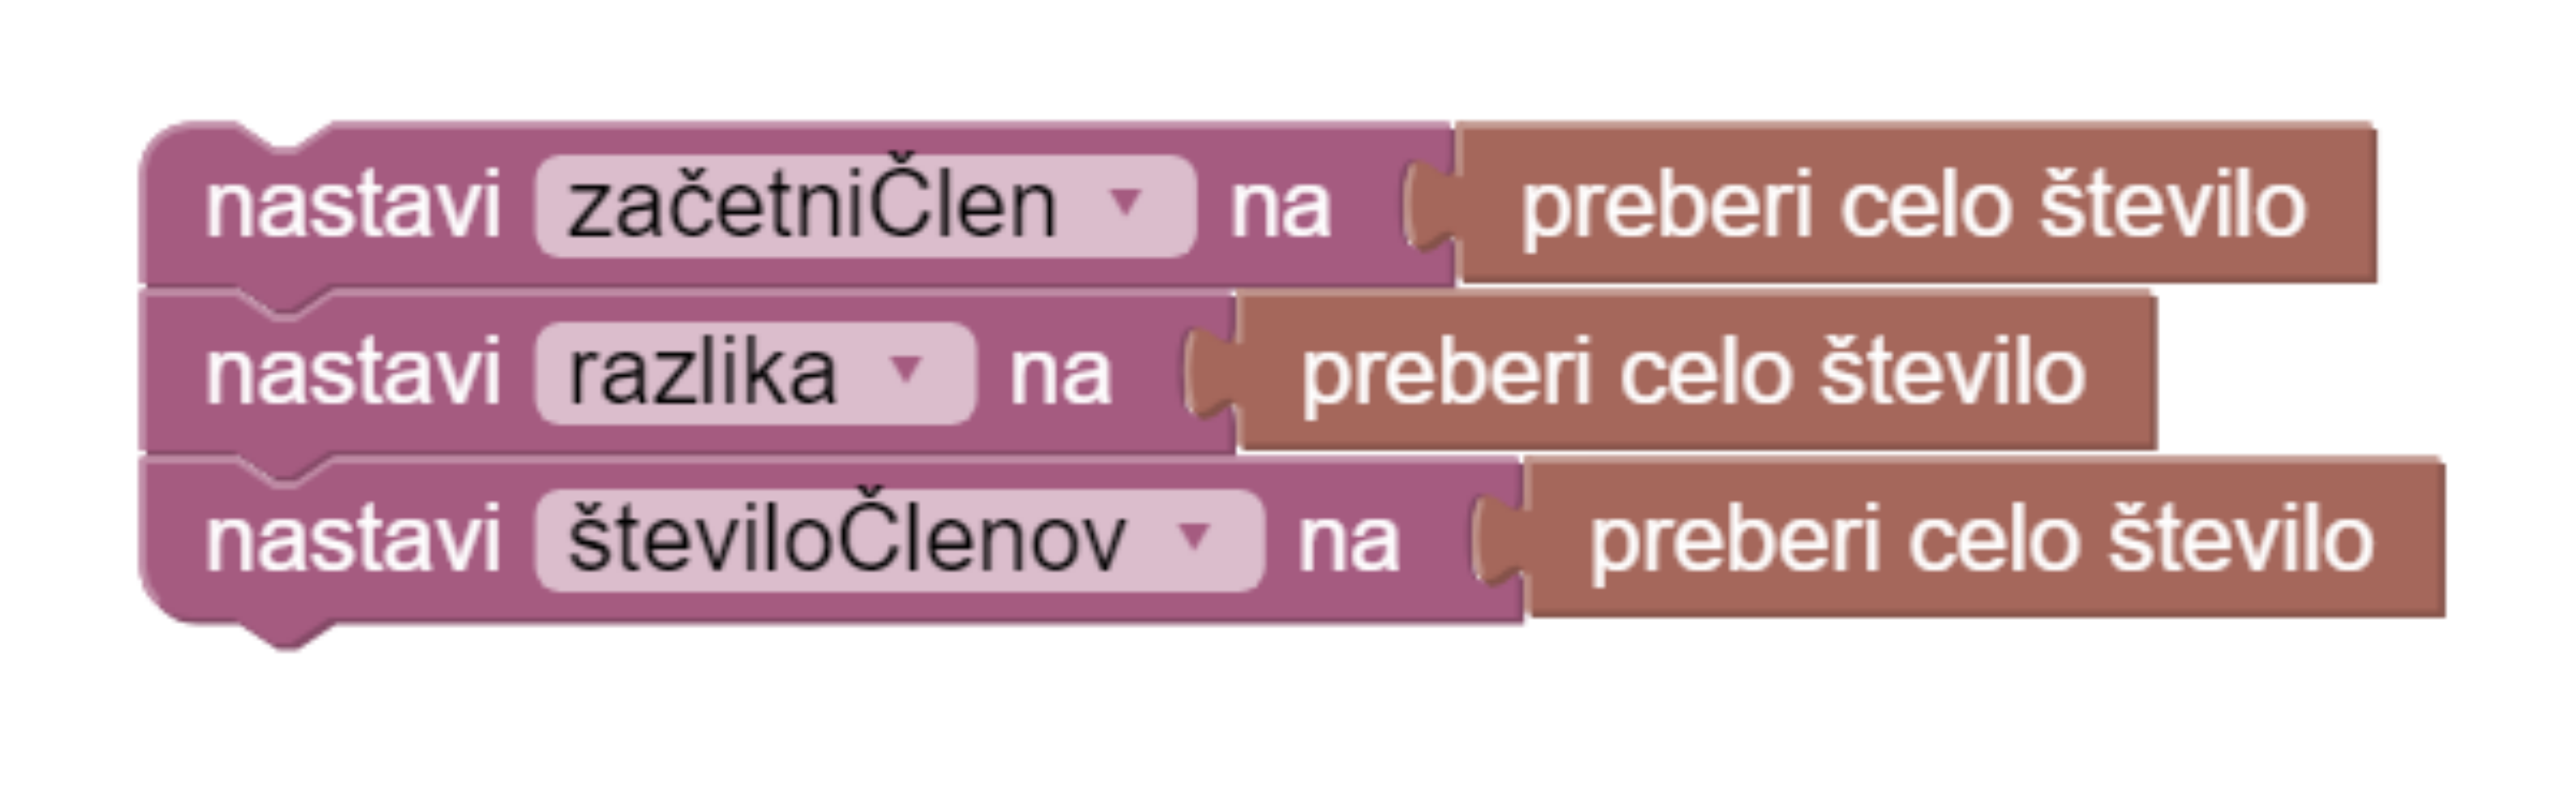 nastavi začetniČlen na preberi celo število
nastavi razlika na preberi celo število
nastavi številoČlenov na preberi celo število